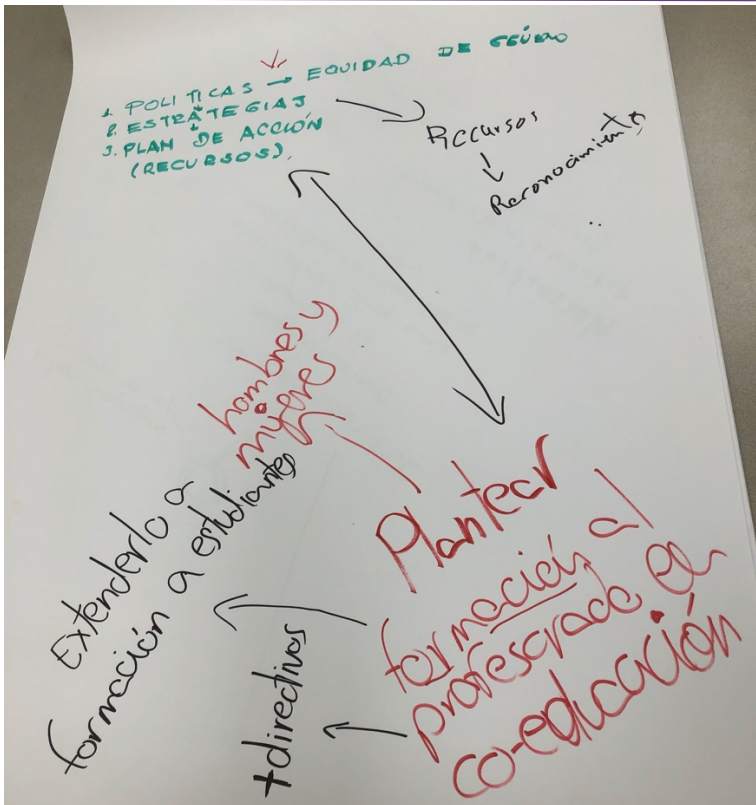 1. POLITICAS → EQUIDAD DE GÉUERO
2. ESTRATEGIAS
3. PLAN DE ACCIÓN
(RECURSOS).
Recursos
↓
Reconocimiento
hombres y
mujeres
Extenderlo a
formación a estudiantes
+directivos
Plantear
formación al
profesorado en
co-educación